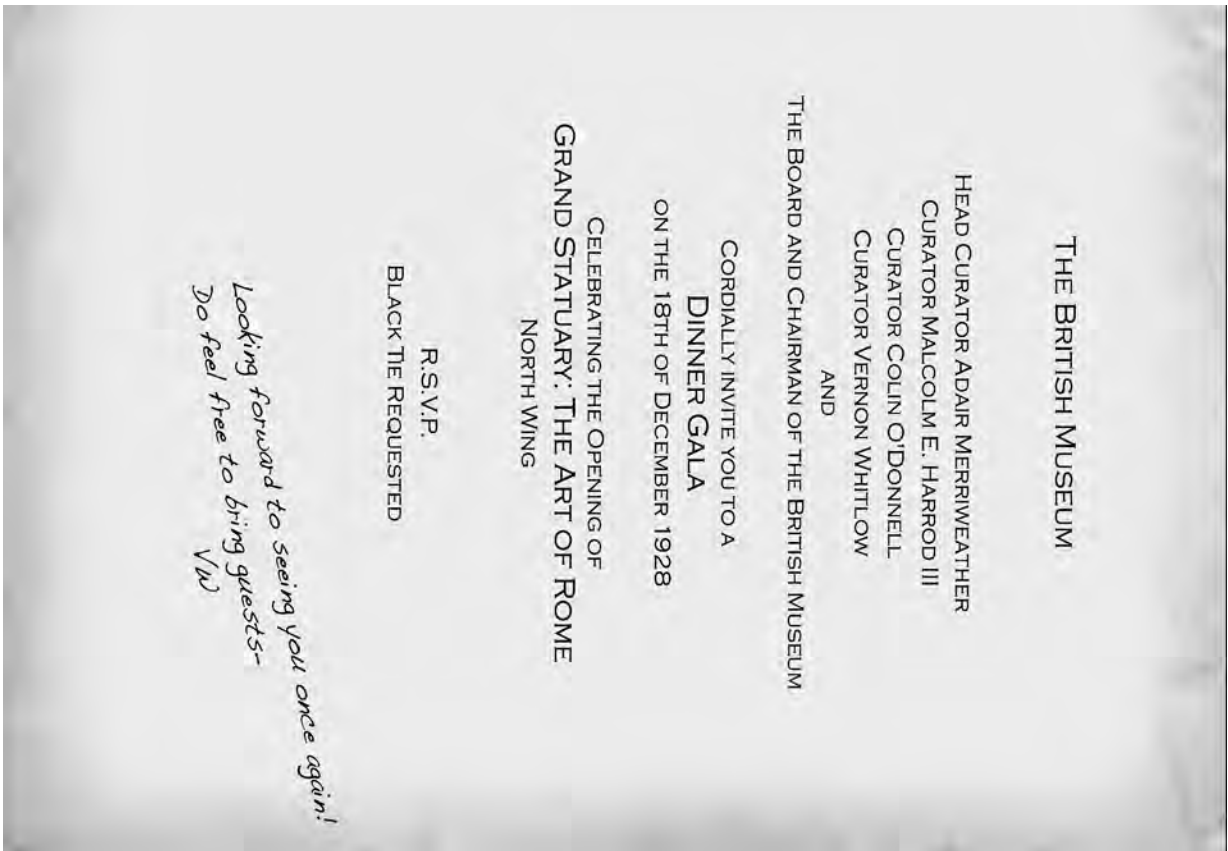 THE BRITISH MUSEUM
HEAD CURATOR ADAIR MERRIWEATHER
CURATOR MALCOLM E. HARROD III
CURATOR COLIN O'DONNELL
CURATOR VERNON WHITLOW
AND
THE BOARD AND CHAIRMAN OF THE BRITISH MUSEUM
CORDIALLY INVITE YOU TO A
DINNER GALA
ON THE 18TH OF DECEMBER 1928
CELEBRATING THE OPENING OF
GRAND STATUARY: THE ART OF ROME
NORTH WING
R.S.V.P.
BLACK TIE REQUESTED
Looking forward to seeing you once again!
Do feel free to bring guests-
VW